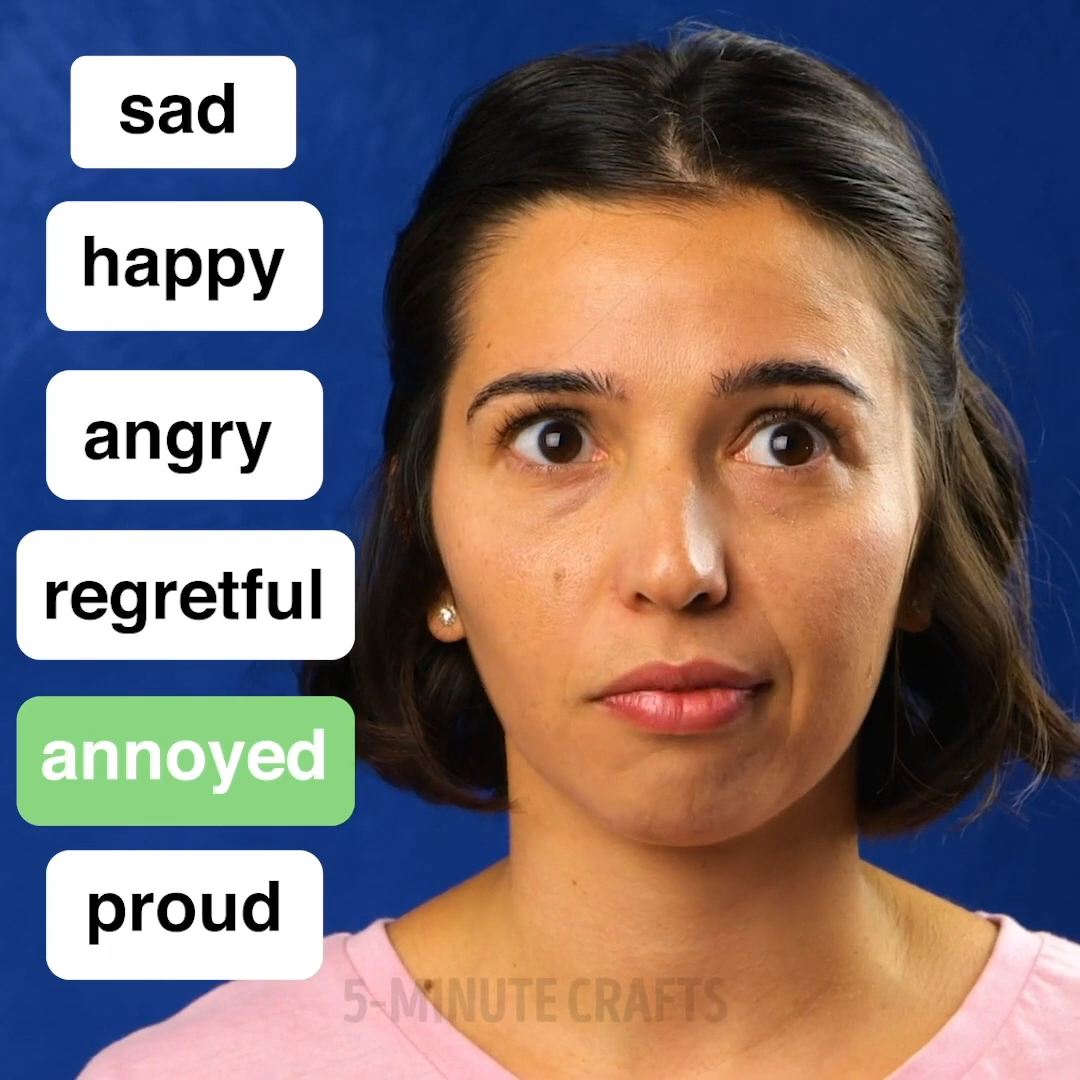 sad
happy
angry
regretful
annoyed
proud
5-MINUTE CRAFTS